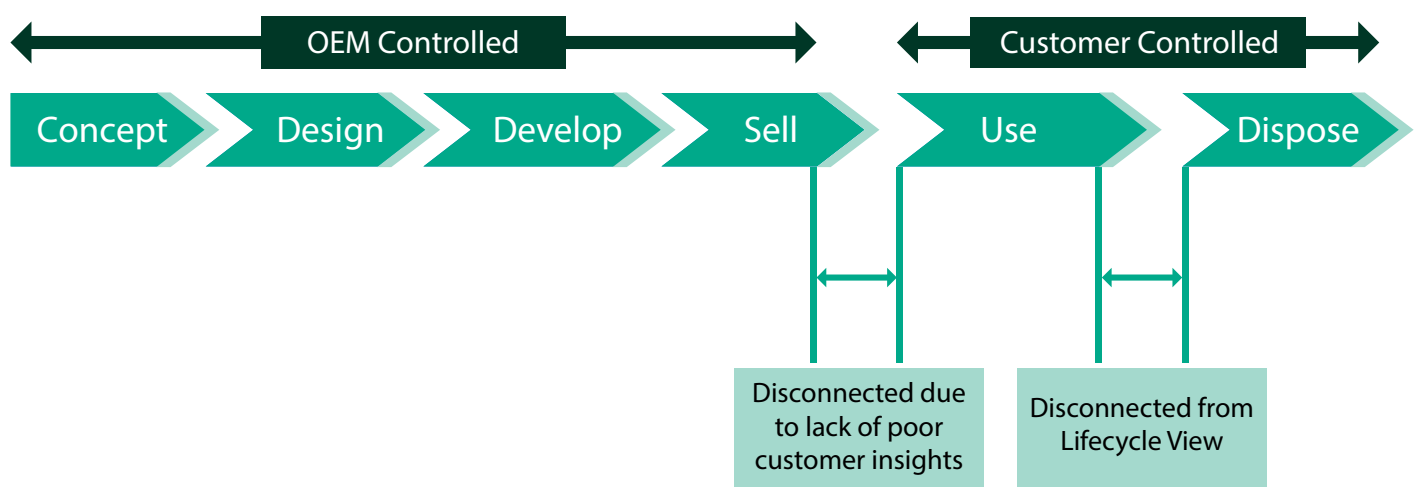 OEM Controlled
Customer Controlled
Concept
Design
Develop
Sell
Use
Dispose
Disconnected due
to lack of poor
customer insights
Disconnected from
Lifecycle View